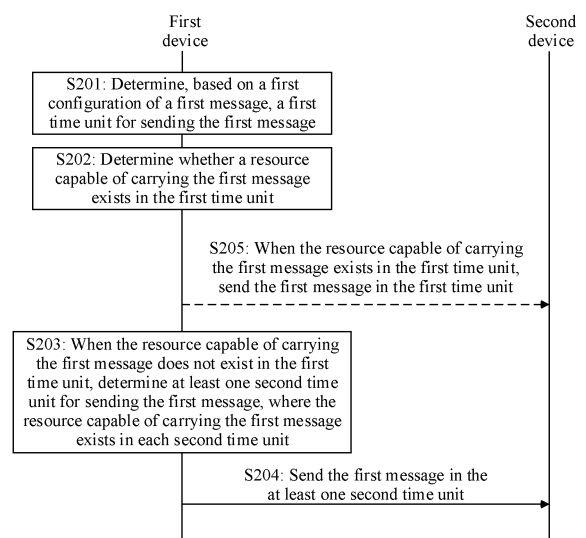 First
device
Second
device
S201: Determine, based on a first
configuration of a first message, a first
time unit for sending the first message
S202: Determine whether a resource
capable of carrying the first message
exists in the first time unit
S205: When the resource capable of carrying
the first message exists in the first time unit,
send the first message in the first time unit
S203: When the resource capable of carrying
the first message does not exist in the first
time unit, determine at least one second time
unit for sending the first message, where the
resource capable of carrying the first message
exists in each second time unit
S204: Send the first message in the
at least one second time unit